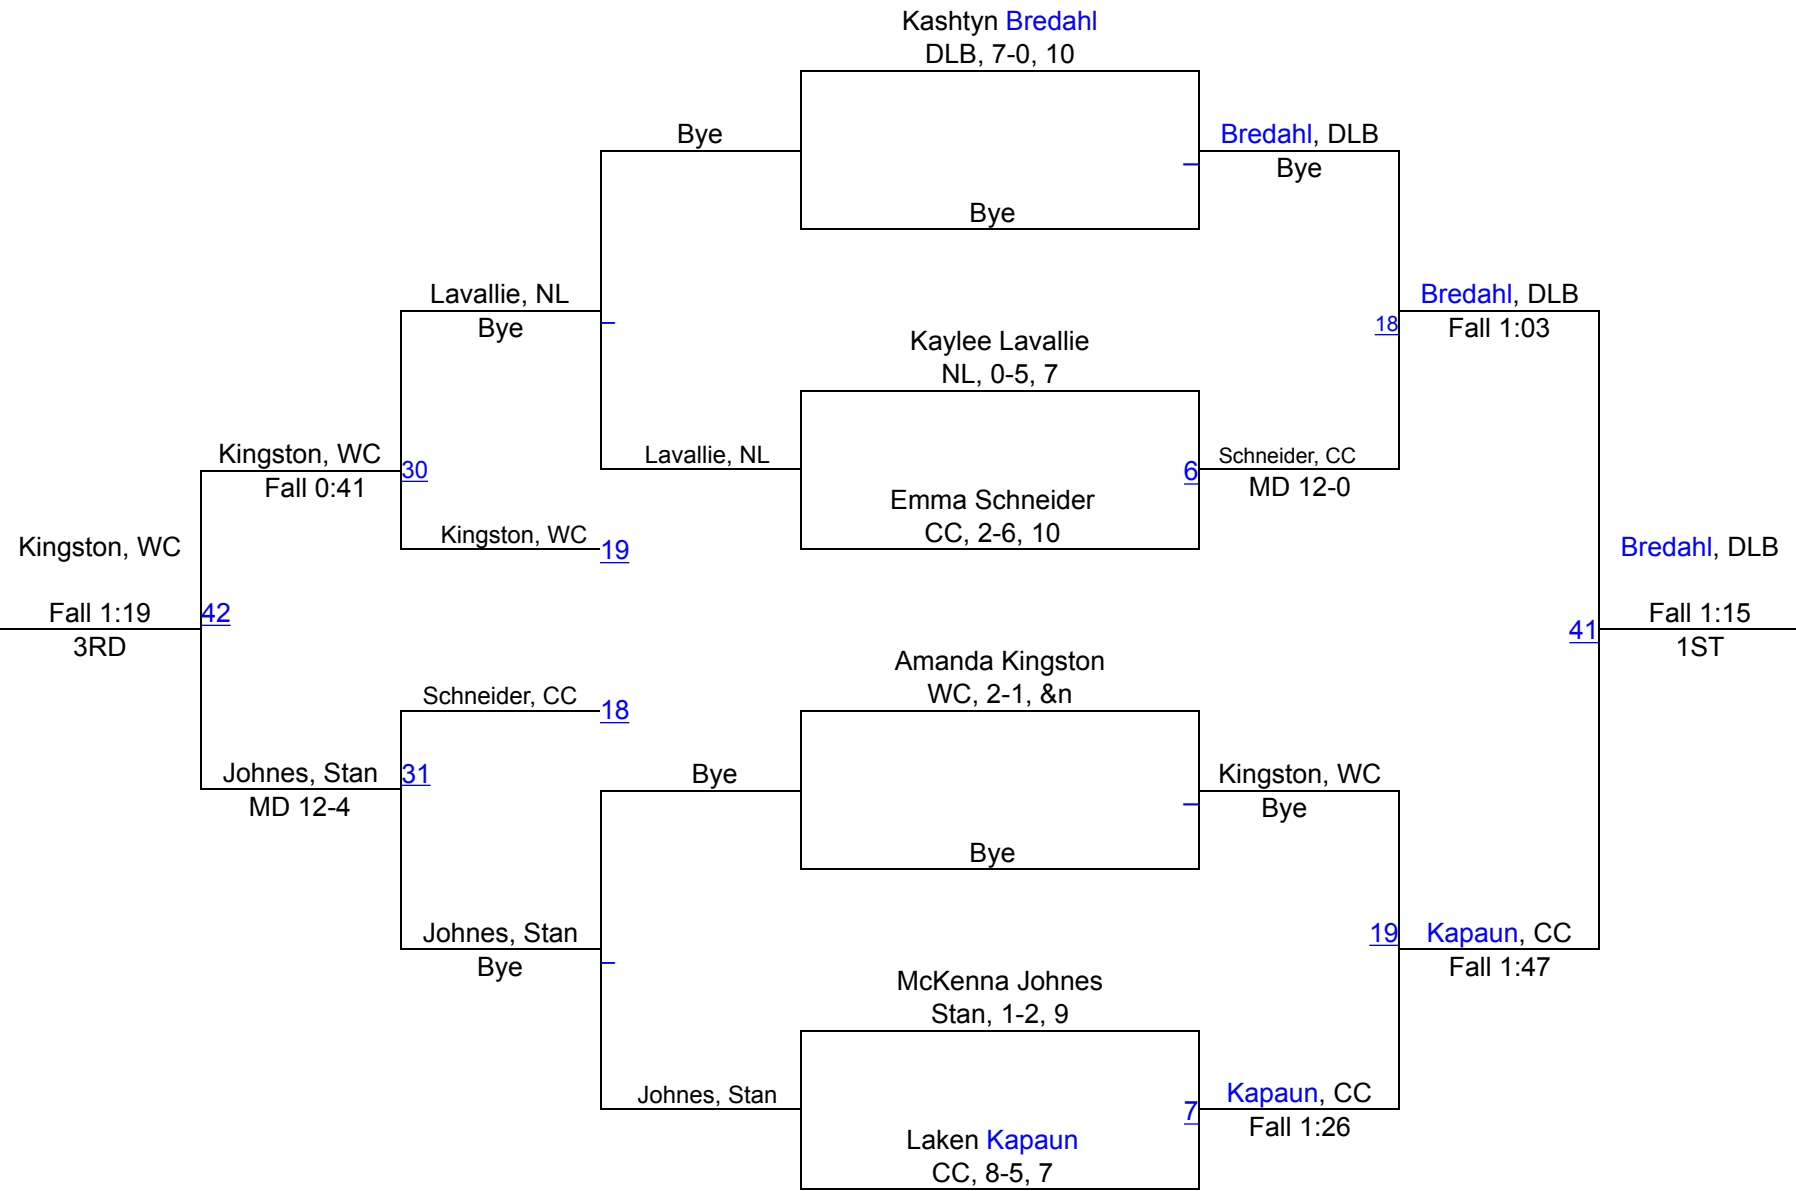 Kashtyn Bredahl
DLB, 7-0, 10
Bye
Bredahl, DLB
Bye
Bye
Lavallie, NL
Bye
Bredahl, DLB
18
Fall 1:03
Kaylee Lavallie
NL, 0-5, 7
Kingston, WC
30
Fall 0:41
Lavallie, NL
6
Schneider, CC
MD 12-0
Emma Schneider
CC, 2-6, 10
Kingston, WC
19
Kingston, WC
Bredahl, DLB
Fall 1:19
42
3RD
41
Fall 1:15
1ST
Amanda Kingston
WC, 2-1, &n
Schneider, CC
18
Johnes, Stan
31
MD 12-4
Bye
Kingston, WC
Bye
Bye
Johnes, Stan
Bye
19
Kapaun, CC
Fall 1:47
McKenna Johnes
Stan, 1-2, 9
Johnes, Stan
7
Kapaun, CC
Fall 1:26
Laken Kapaun
CC, 8-5, 7